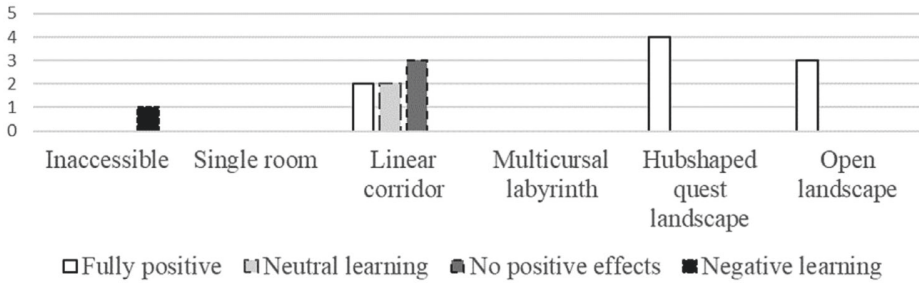 5
4
3
2
1
0
Inaccessible Single room Linear Multicursal Hubshaped Open
corridor labyrinth quest landscape
landscape
Fully positive Neutral learning No positive effects Negative learning